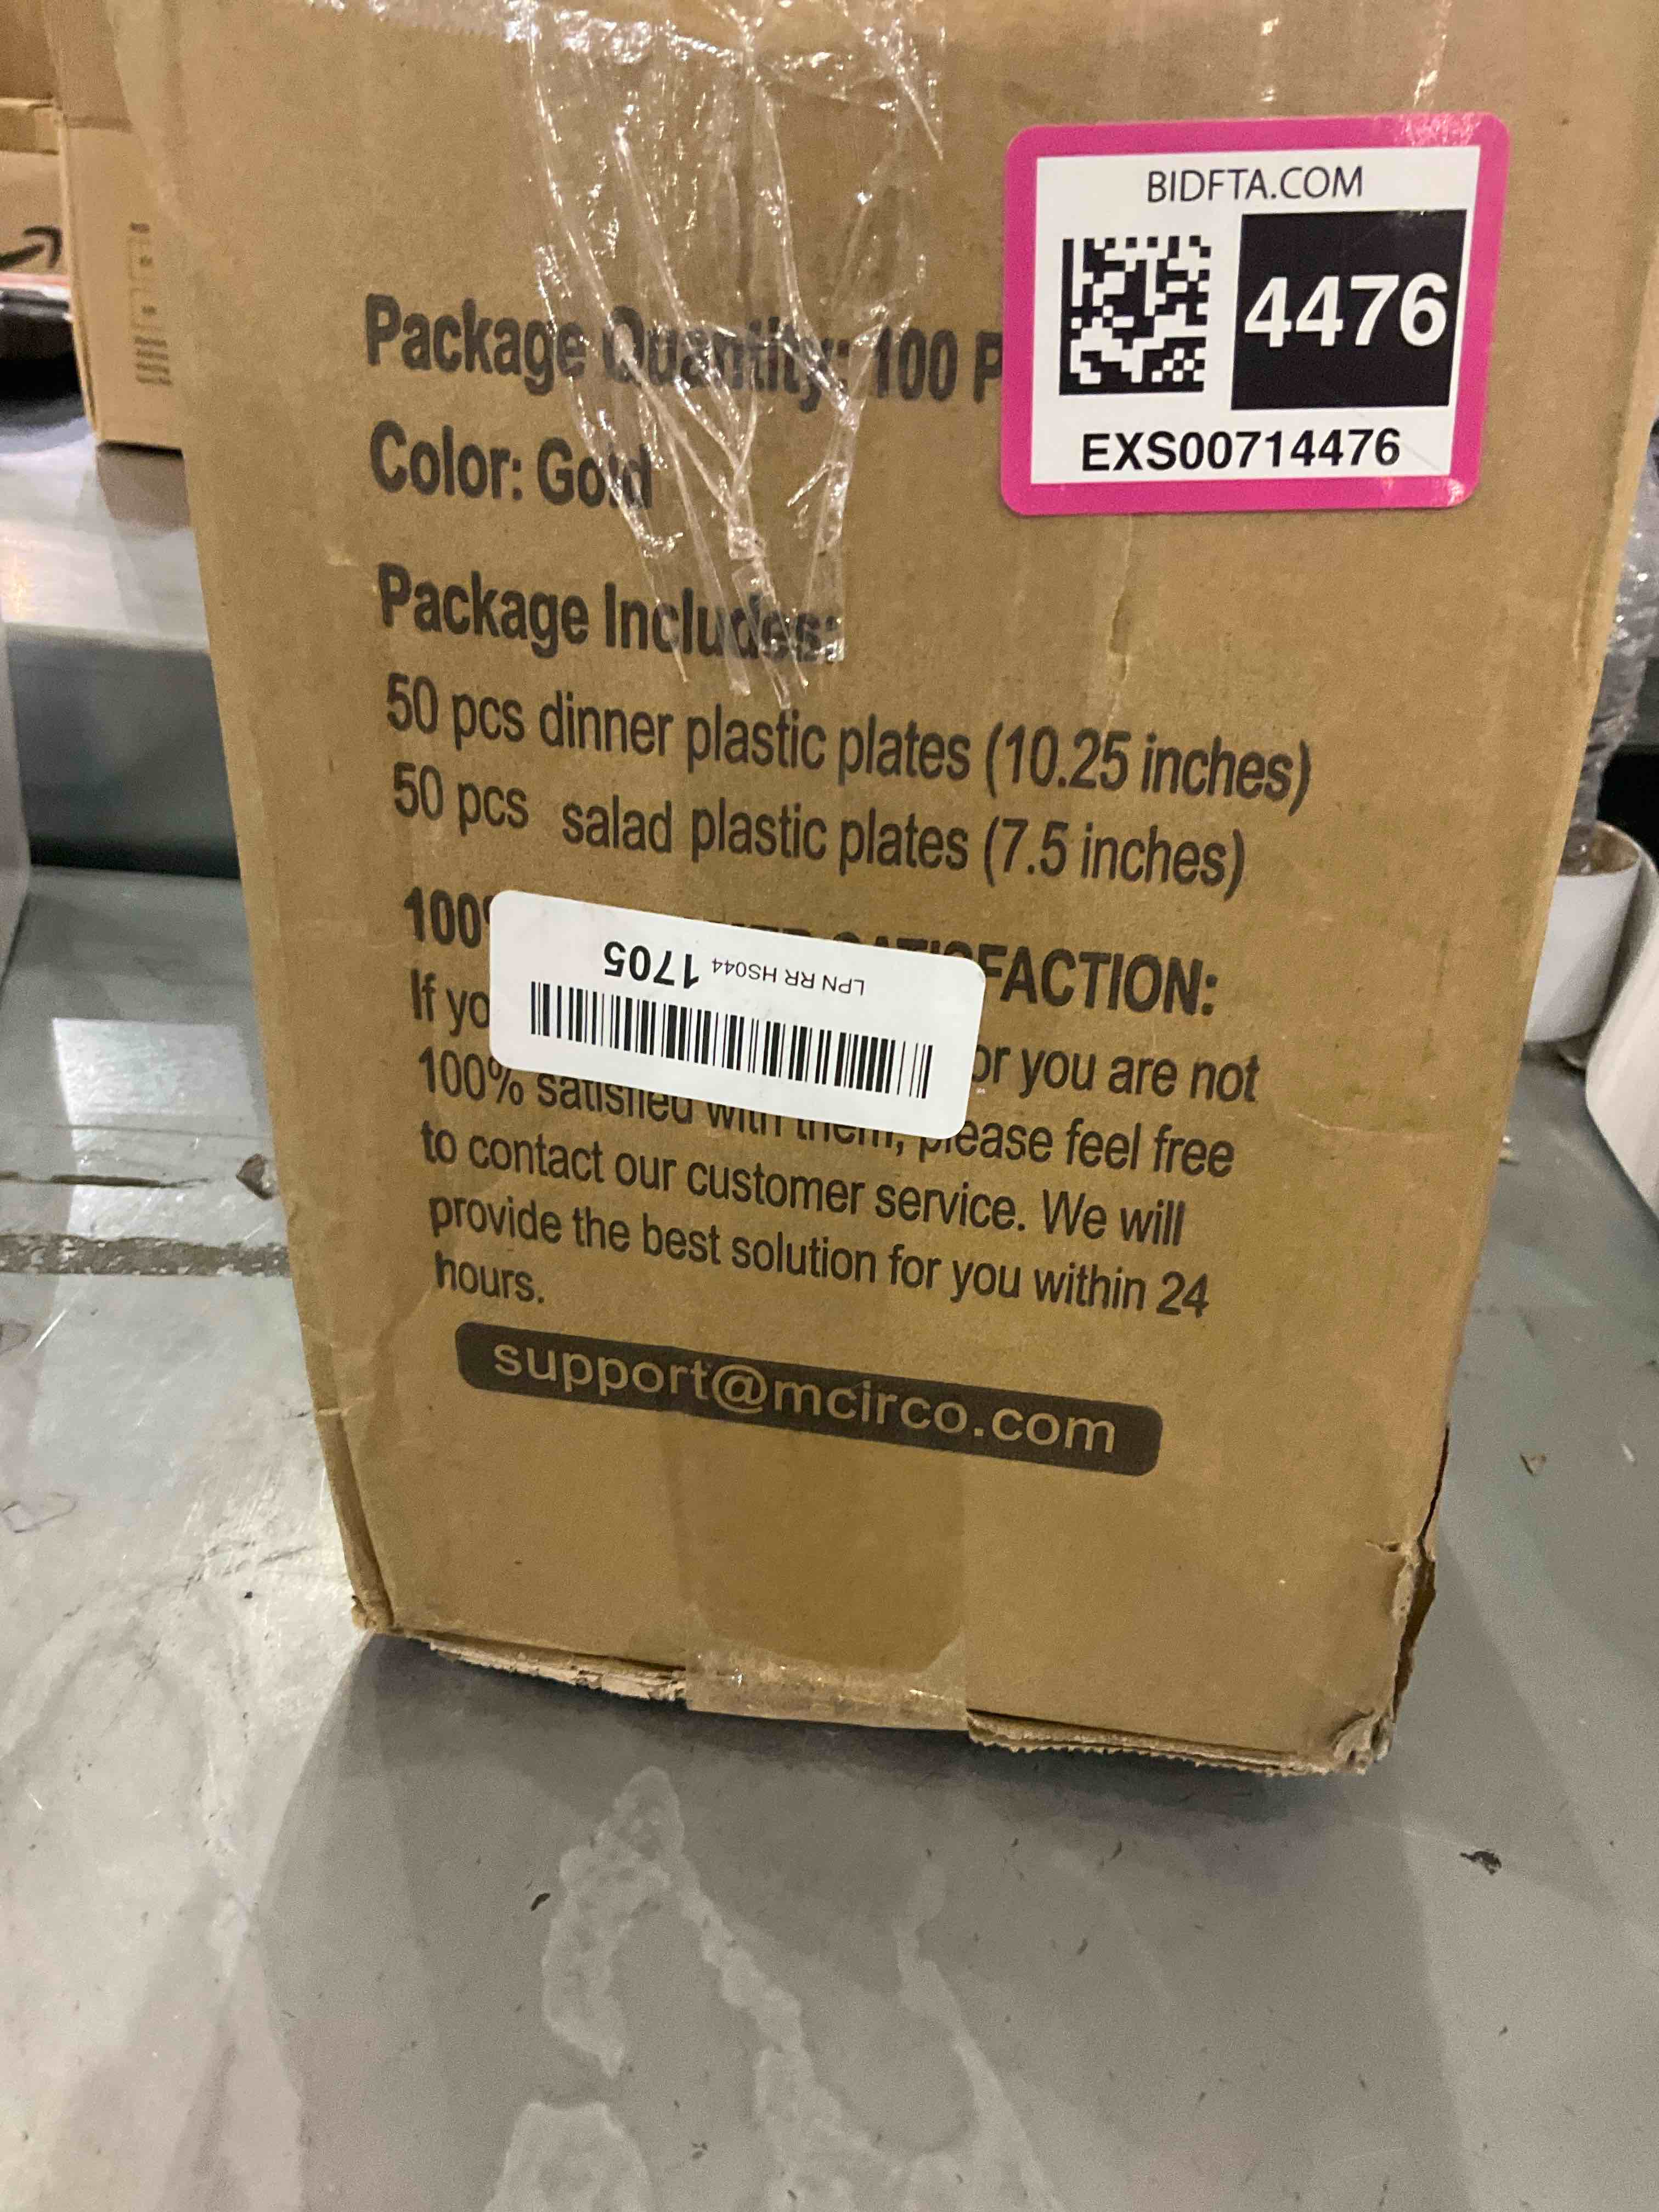 BIDFTA.COM
4476
EXS00714476
Package Quantity: 100 P
Color: Gold
Package Includes:
50 pcs dinner plastic plates (10.25 inches)
50 pcs salad plastic plates (7.5 inches)
100% SATISFACTION:
LPN RR HS044 1705
If yo or you are not
100% satisfied with them, please feel free
to contact our customer service. We will
provide the best solution for you within 24
hours.
support@mcirco.com